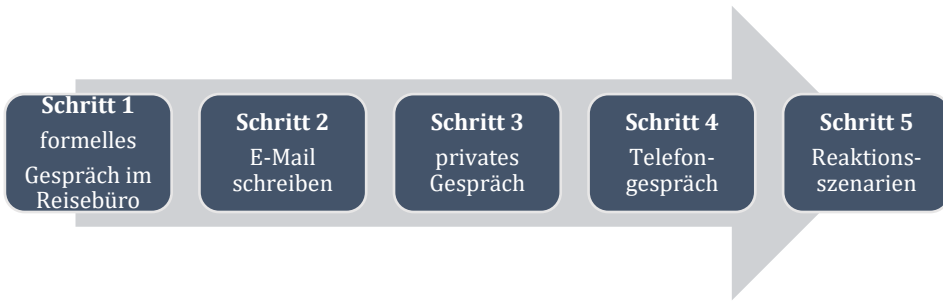 Schritt 1
formelles
Gespräch im
Reisebüro
Schritt 2
E-Mail
schreiben
Schritt 3
privates
Gespräch
Schritt 4
Telefon-
gespräch
Schritt 5
Reaktions-
szenarien